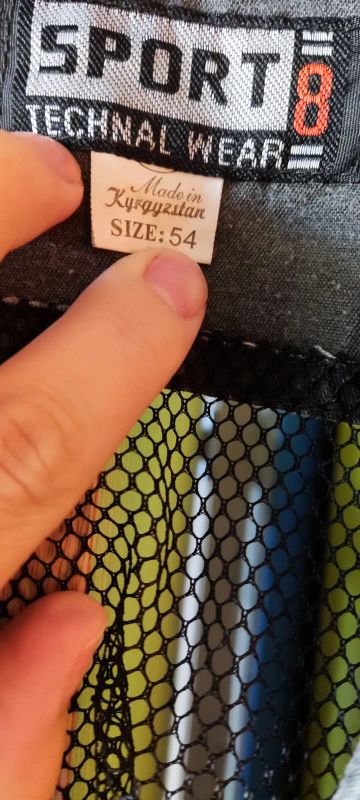 SPORT 8
TECHNAL WEAR
Made in
Kyrgyzstan
SIZE: 54